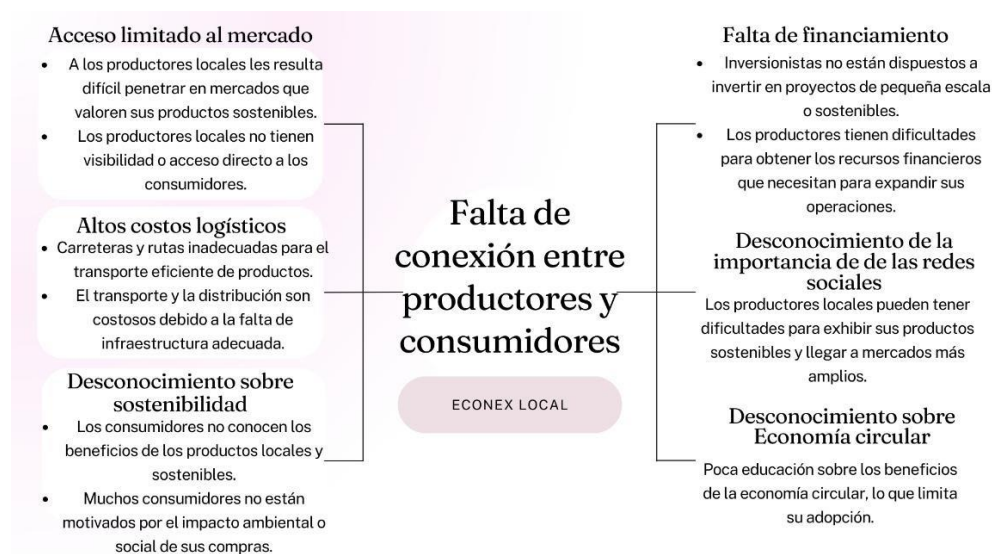 Acceso limitado al mercado
• A los productores locales les resulta
difícil penetrar en mercados que
valoren sus productos sostenibles.
• Los productores locales no tienen
visibilidad o acceso directo a los
consumidores.
Altos costos logísticos
• Carreteras y rutas inadecuadas para el
transporte eficiente de productos.
• El transporte y la distribución son
costosos debido a la falta de
infraestructura adecuada.
Desconocimiento sobre
sostenibilidad
• Los consumidores no conocen los
beneficios de los productos locales y
sostenibles.
• Muchos consumidores no están
motivados por el impacto ambiental o
social de sus compras.
Falta de
conexión entre
productores y
consumidores
ECONEX LOCAL
Falta de financiamiento
• Inversionistas no están dispuestos a
invertir en proyectos de pequeña escala
o sostenibles.
• Los productores tienen dificultades
para obtener los recursos financieros
que necesitan para expandir sus
operaciones.
Desconocimiento de la
importancia de de las redes
sociales
Los productores locales pueden tener
dificultades para exhibir sus productos
sostenibles y llegar a mercados más
amplios.
Desconocimiento sobre
Economía circular
Poca educación sobre los beneficios
de la economía circular, lo que limita
su adopción.